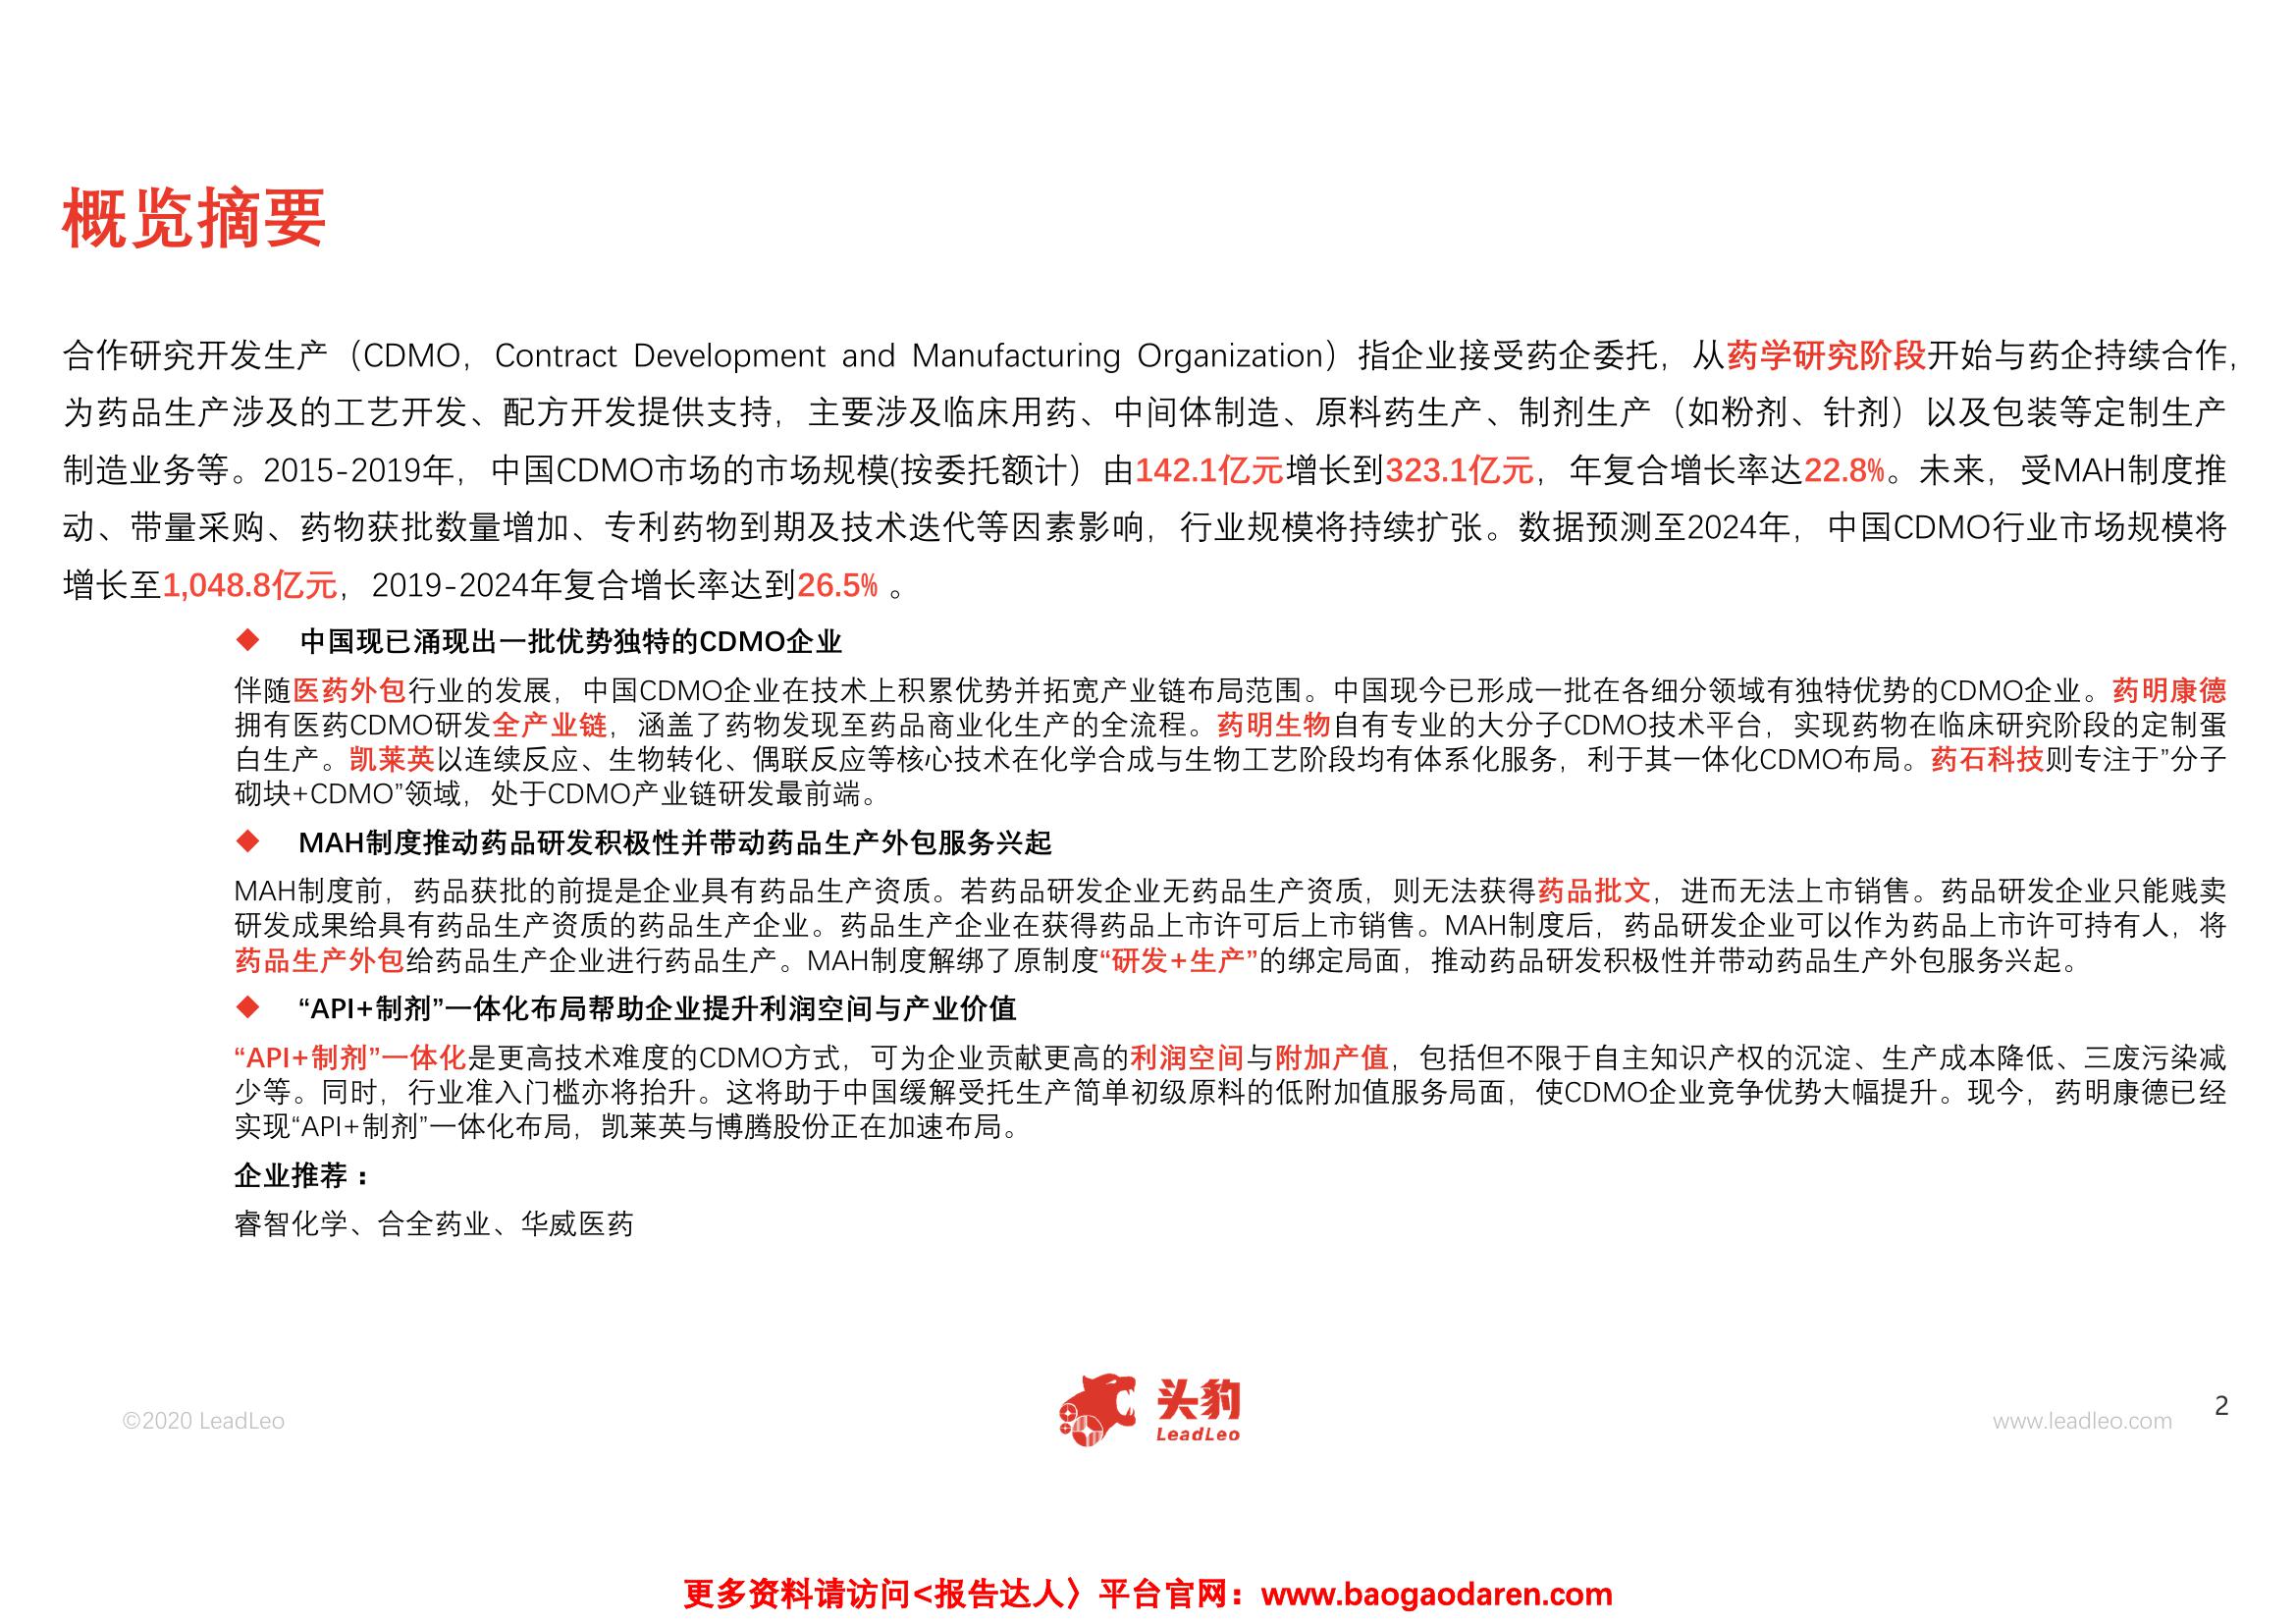 概览摘要
合作研究开发生产（CDMO，Contract Development and Manufacturing Organization）指企业接受药企委托，从药学研究阶段开始与药企持续合作，
为药品生产涉及的工艺开发、配方开发提供支持，主要涉及临床用药、中间体制造、原料药生产、制剂生产（如粉剂、针剂）以及包装等定制生产
制造业务等。2015-2019年，中国CDMO市场的市场规模(按委托额计）由142.1亿元增长到323.1亿元，年复合增长率达22.8%。未来，受MAH制度推
动、带量采购、药物获批数量增加、专利药物到期及技术迭代等因素影响，行业规模将持续扩张。数据预测至2024年，中国CDMO行业市场规模将
增长至1,048.8亿元，2019-2024年复合增长率达到26.5% 。
◆ 中国现已涌现出一批优势独特的CDMO企业
伴随医药外包行业的发展，中国CDMO企业在技术上积累优势并拓宽产业链布局范围。中国现今已形成一批在各细分领域有独特优势的CDMO企业。药明康德
拥有医药CDMO研发全产业链，涵盖了药物发现至药品商业化生产的全流程。药明生物自有专业的大分子CDMO技术平台，实现药物在临床研究阶段的定制蛋
白生产。凯莱英以连续反应、生物转化、偶联反应等核心技术在化学合成与生物工艺阶段均有体系化服务，利于其一体化CDMO布局。药石科技则专注于”分子
砌块+CDMO”领域，处于CDMO产业链研发最前端。
◆ MAH制度推动药品研发积极性并带动药品生产外包服务兴起
MAH制度前，药品获批的前提是企业具有药品生产资质。若药品研发企业无药品生产资质，则无法获得药品批文，进而无法上市销售。药品研发企业只能贱卖
研发成果给具有药品生产资质的药品生产企业。药品生产企业在获得药品上市许可后上市销售。MAH制度后，药品研发企业可以作为药品上市许可持有人，将
药品生产外包给药品生产企业进行药品生产。MAH制度解绑了原制度“研发+生产”的绑定局面，推动药品研发积极性并带动药品生产外包服务兴起。
◆ “API+制剂”一体化布局帮助企业提升利润空间与产业价值
“API+制剂”一体化是更高技术难度的CDMO方式，可为企业贡献更高的利润空间与附加产值，包括但不限于自主知识产权的沉淀、生产成本降低、三废污染减
少等。同时，行业准入门槛亦将抬升。这将助于中国缓解受托生产简单初级原料的低附加值服务局面，使CDMO企业竞争优势大幅提升。现今，药明康德已经
实现“API+制剂”一体化布局，凯莱英与博腾股份正在加速布局。
企业推荐：
睿智化学、合全药业、华威医药
©2020 LeadLeo
头豹
LeadLeo
www.leadleo.com
2
更多资料请访问<报告达人〉平台官网：www.baogaodaren.com